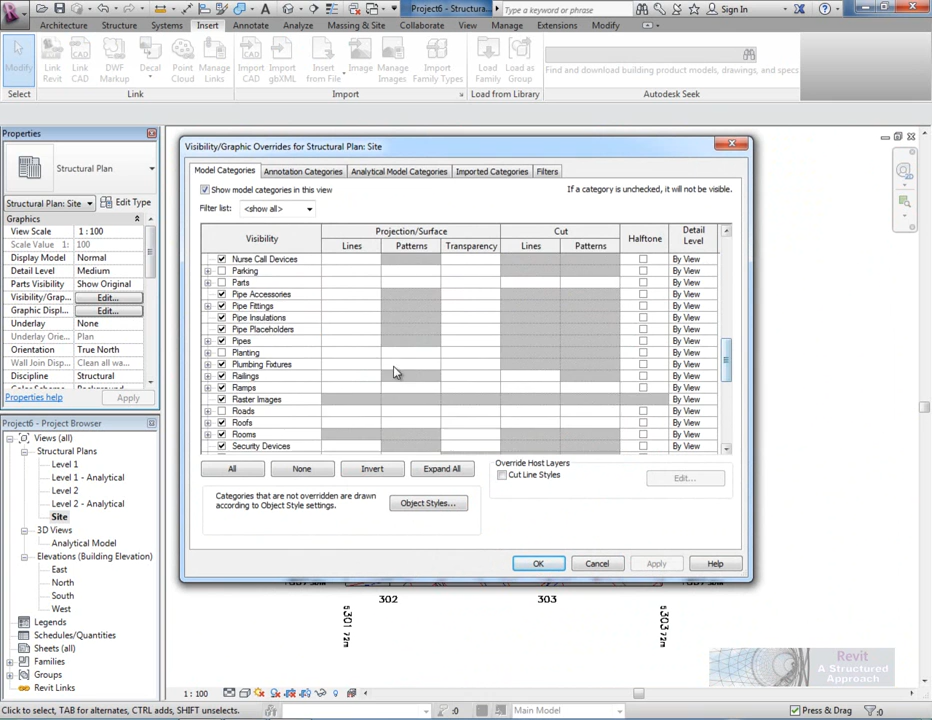 Project6 - Structura...
Type a keyword or phrase
Sign In
Architecture Structure Systems Insert Annotate Analyze Massing & Site Collaborate View Manage Extensions Modify
Modify
Link Revit
Link CAD
DWF Markup
Decal
Point Cloud
Manage Links
Import CAD
Import gbXML
Insert from File
Image
Manage Images
Import Family Types
Load Family
Load as Group
Find and download building product models, drawings, and specs
Select
Link
Import
Load from Library
Autodesk Seek
Properties
Structural Plan
Structural Plan: Site
Edit Type
Graphics
View Scale 1 : 100
Scale Value 1: 100
Display Model Normal
Detail Level Medium
Parts Visibility Show Original
Visibility/Grap... Edit...
Graphic Displ... Edit...
Underlay None
Underlay Orie... Plan
Orientation True North
Wall Join Disp... Clean all wa...
Discipline Structural
Color Scheme Background
Properties help
Apply
Project6 - Project Browser
Views (all)
Structural Plans
Level 1
Level 1 - Analytical
Level 2
Level 2 - Analytical
Site
3D Views
Analytical Model
Elevations (Building Elevation)
East
North
South
West
Legends
Schedules/Quantities
Sheets (all)
Families
Groups
Revit Links
Visibility/Graphic Overrides for Structural Plan: Site
Model Categories
Annotation Categories
Analytical Model Categories
Imported Categories
Filters
Show model categories in this view
If a category is unchecked, it will not be visible.
Filter list: <show all>
Visibility
Projection/Surface
Cut
Halftone
Detail Level
Lines Patterns Transparency Lines Patterns
Nurse Call Devices By View
Parking By View
Parts By View
Pipe Accessories By View
Pipe Fittings By View
Pipe Insulations By View
Pipe Placeholders By View
Pipes By View
Planting By View
Plumbing Fixtures By View
Railings By View
Ramps By View
Raster Images By View
Roads By View
Roofs By View
Rooms By View
Security Devices By View
All
None
Invert
Expand All
Override Host Layers
Cut Line Styles
Edit...
Categories that are not overridden are drawn
according to Object Style settings.
Object Styles...
OK
Cancel
Apply
Help
302
303
Revit
A Structured
Approach
1 : 100
Click to select, TAB for alternates, CTRL adds, SHIFT unselects.
:0
Main Model
Press & Drag
:0